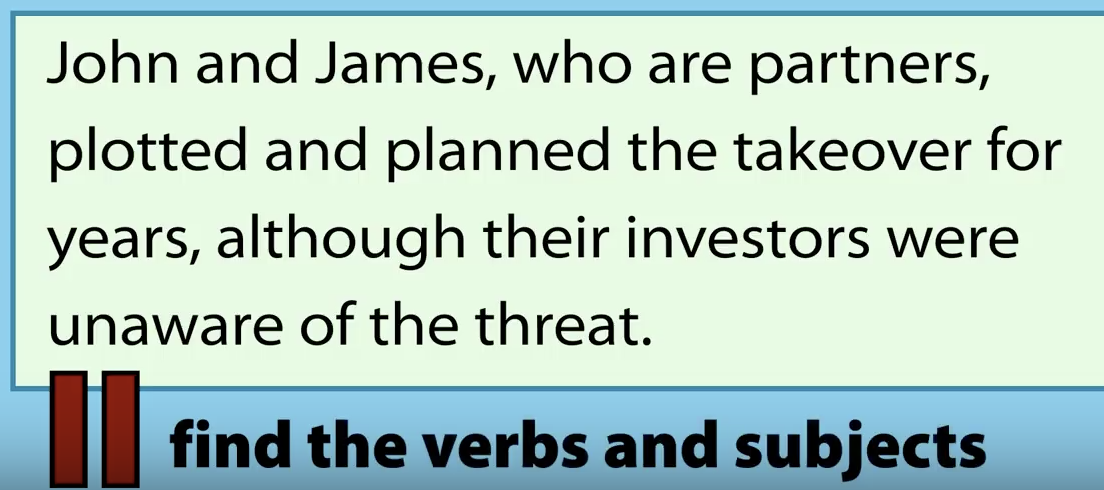 John and James, who are partners,
plotted and planned the takeover for
years, although their investors were
unaware of the threat.
find the verbs and subjects